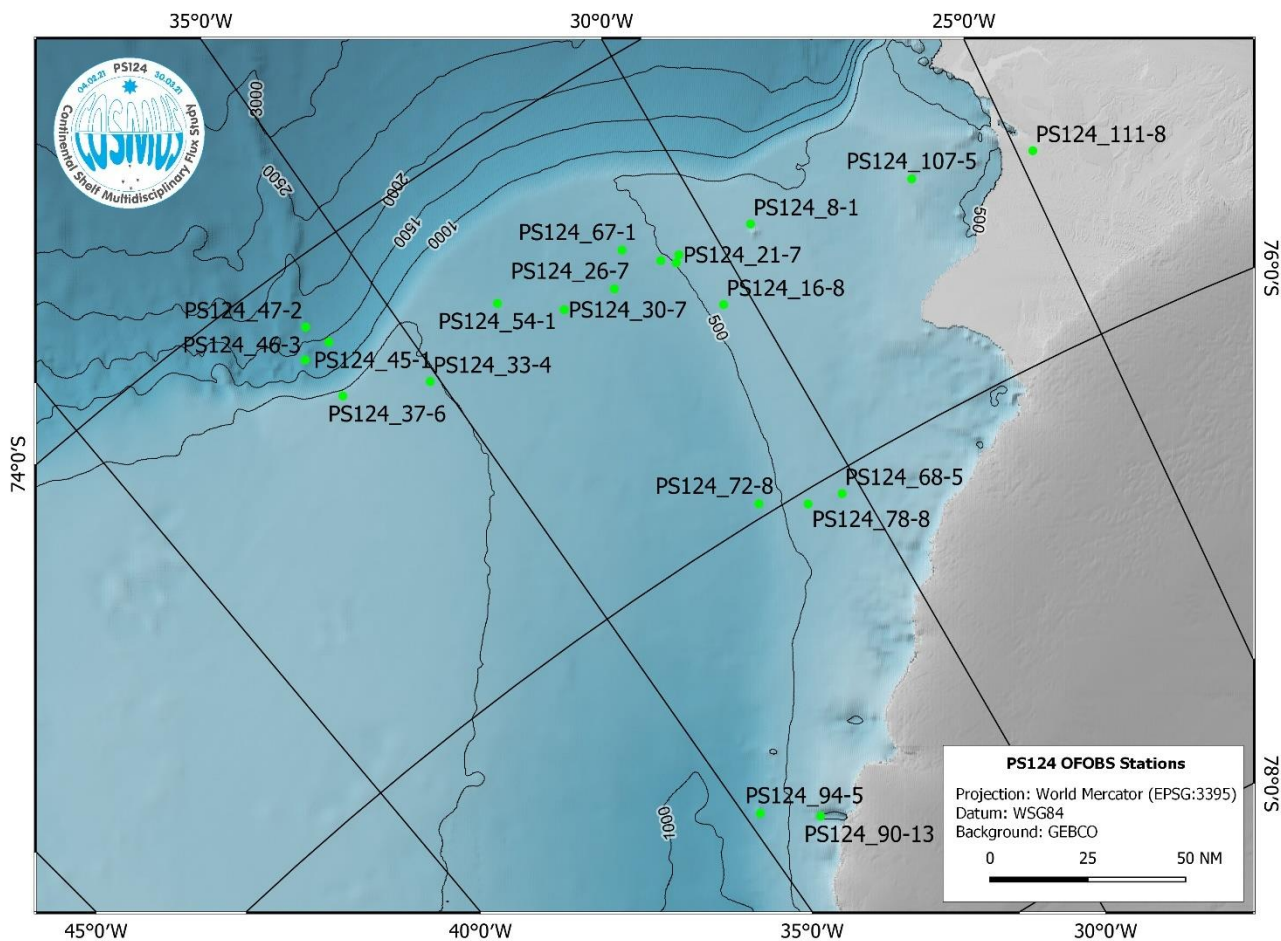 35°0'W
30°0'W
25°0'W
PS124
04.02.21
30.03.21
COSMUS
Continental Shelf Multidisciplinary Flux Study
3000
2500
2000
1500
1000
500
PS124_111-8
PS124_107-5
PS124_8-1
PS124_67-1
PS124_21-7
PS124_26-7
PS124_16-8
PS124_30-7
PS124_54-1
500
PS124_47-2
PS124_46-3
PS124_45-1
PS124_33-4
PS124_37-6
76°0'S
74°0'S
PS124_72-8
PS124_68-5
PS124_78-8
78°0'S
1000
PS124_94-5
PS124_90-13
PS124 OFOBS Stations
Projection: World Mercator (EPSG:3395)
Datum: WSG84
Background: GEBCO
0 25 50 NM
45°0'W
40°0'W
35°0'W
30°0'W